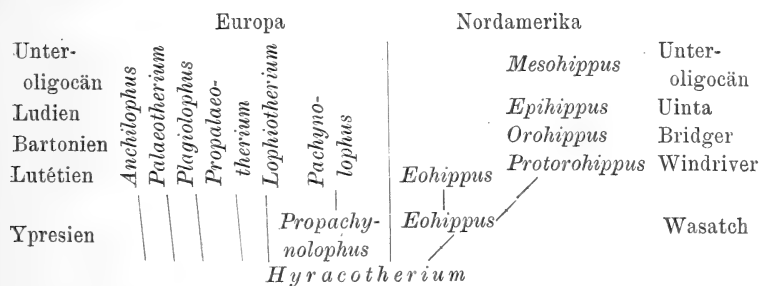 Europa Nordamerika
Unter-
oligocän
Ludien
Bartonien
Lutétien
Ypresien
Anchilophus
Palaeotherium
Plagiolophus
Propalaeo-
therium
Lophiotherium
Pachyno-
lophus
Propachy-
nolophus
Eohippus
Eohippus
Mesohippus
Epihippus
Orohippus
Protorohippus
Unter-
oligocän
Uinta
Bridger
Windriver
Wasatch
Hyracotherium